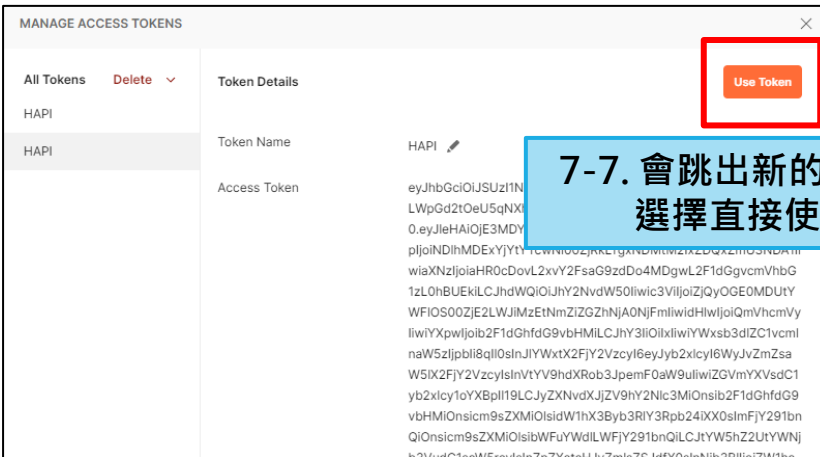 MANAGE ACCESS TOKENS
All Tokens Delete
Token Details
Use Token
HAPI
HAPI
Token Name HAPI
Access Token
7-7. 會跳出新的
選擇直接使
eyJhbGciOiJSUzI1N
LWpGd2tOeU5qNX
0.eyJleHAiOjE3MDY
wiaXNzIjoiaHR0cDovL2xvY2FsaG9zdDo4MDgwL2F1dGgvcmVhbG
1zL0hBUEkiLCJhdWQiOiJhY2NvdW50Iiwic3ViIjoiZjQyOGE0MDUtY
WFlOS00ZjE2LWJiMzEtNmZiZGZhNjA0NjFmIiwidHlwIjoiQmVhcmVy
IiwiYXpwIjoib2F1dGhfdG9vbHMiLCJhY3IiOiIxIiwiYWxsb3dlZC1vcml
naW5zIjpbIi8qIl0sInJlYWxtX2FjY2VzcyI6eyJyb2xlcyI6WyJvZmZsa
W5lX2FjY2VzcyIsInVtYV9hdXRob3JpemF0aW9uIiwiZGVmYXVsdC1
yb2xlcy1oYXBpIl19LCJyZXNvdXJjZV9hY2Nlc3MiOnsib2F1dGhfdG9
vbHMiOnsicm9sZXMiOlsidW1hX3Byb3RlY3Rpb24iXX0sImFjY291bn
QiOnsicm9sZXMiOlsibWFuYWdlLWFjY291bnQiLCJtYW5hZ2UtYWNj